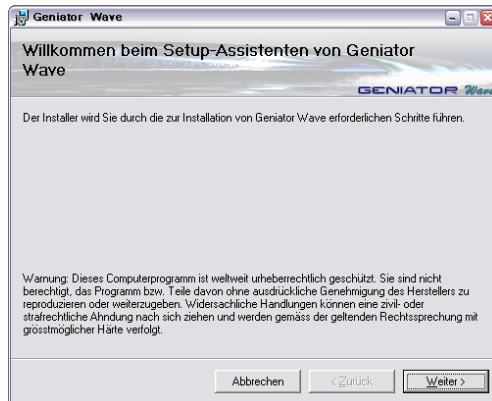 Geniator Wave
Willkommen beim Setup-Assistenten von Geniator
Wave
GENIATOR Wave
Der Installer wird Sie durch die zur Installation von Geniator Wave erforderlichen Schritte führen.
Warnung: Dieses Computerprogramm ist weltweit urheberrechtlich geschützt. Sie sind nicht
berechtigt, das Programm bzw. Teile davon ohne ausdrückliche Genehmigung des Herstellers zu
reproduzieren oder weiterzugeben. Widersachliche Handlungen können eine zivil- oder
strafrechtliche Ahndung nach sich ziehen und werden gemäss der geltenden Rechtssprechung mit
grösstmöglicher Härte verfolgt.
Abbrechen
< Zurück
Weiter >